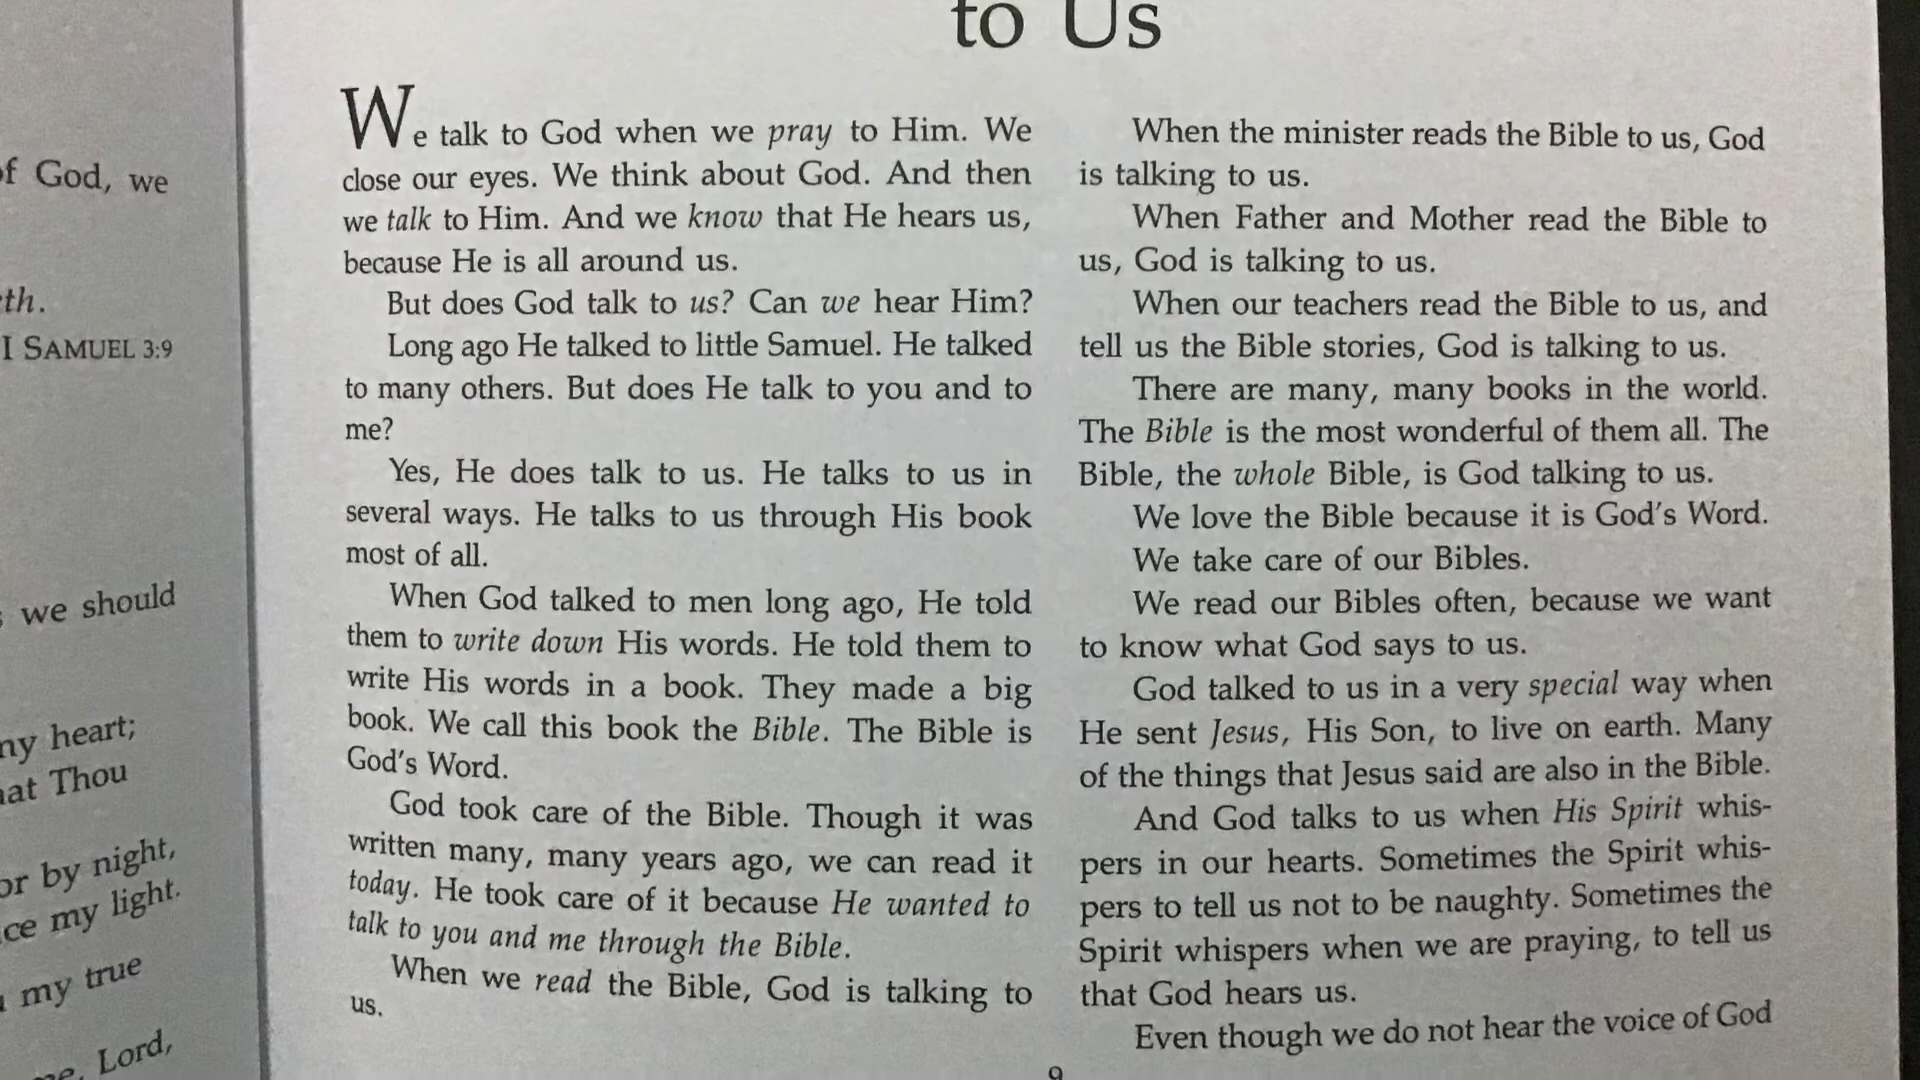 f God, we
th.
I SAMUEL 3:9
we should
heart;
Thou
or by night,
my light.
my true
Lord,
to Us
We talk to God when we pray to Him. We
close our eyes. We think about God. And then
we talk to Him. And we know that He hears us,
because He is all around us.
But does God talk to us? Can we hear Him?
Long ago He talked to little Samuel. He talked
to many others. But does He talk to you and to
me?
Yes, He does talk to us. He talks to us in
several ways. He talks to us through His book
most of all.
When God talked to men long ago, He told
them to write down His words. He told them to
write His words in a book. They made a big
book. We call this book the Bible. The Bible is
God's Word.
God took care of the Bible. Though it was
written many, many years ago, we can read it
today. He took care of it because He wanted to
talk to you and me through the Bible.
When we read the Bible, God is talking to
us.
When the minister reads the Bible to us, God
is talking to us.
When Father and Mother read the Bible to
us, God is talking to us.
When our teachers read the Bible to us, and
tell us the Bible stories, God is talking to us.
There are many, many books in the world.
The Bible is the most wonderful of them all. The
Bible, the whole Bible, is God talking to us.
We love the Bible because it is God's Word.
We take care of our Bibles.
We read our Bibles often, because we want
to know what God says to us.
God talked to us in a very special way when
He sent Jesus, His Son, to live on earth. Many
of the things that Jesus said are also in the Bible.
And God talks to us when His Spirit whis-
pers in our hearts. Sometimes the Spirit whis-
pers to tell us not to be naughty. Sometimes the
Spirit whispers when we are praying, to tell us
that God hears us.
Even though we do not hear the voice of God
9